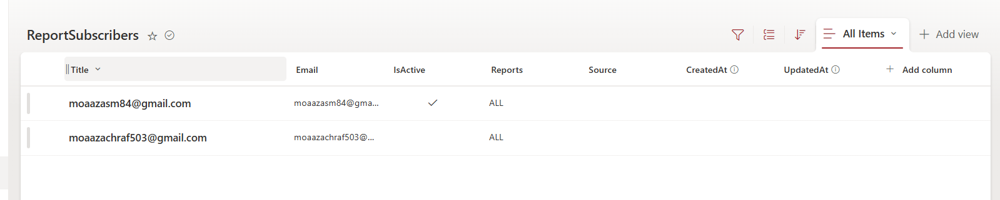 ReportSubscribers
All Items
Add view
Title
Email
IsActive
Reports
Source
CreatedAt
UpdatedAt
Add column
moaazasm84@gmail.com
moaazasm84@gma...
ALL
moaazachraf503@gmail.com
moaazachraf503@...
ALL